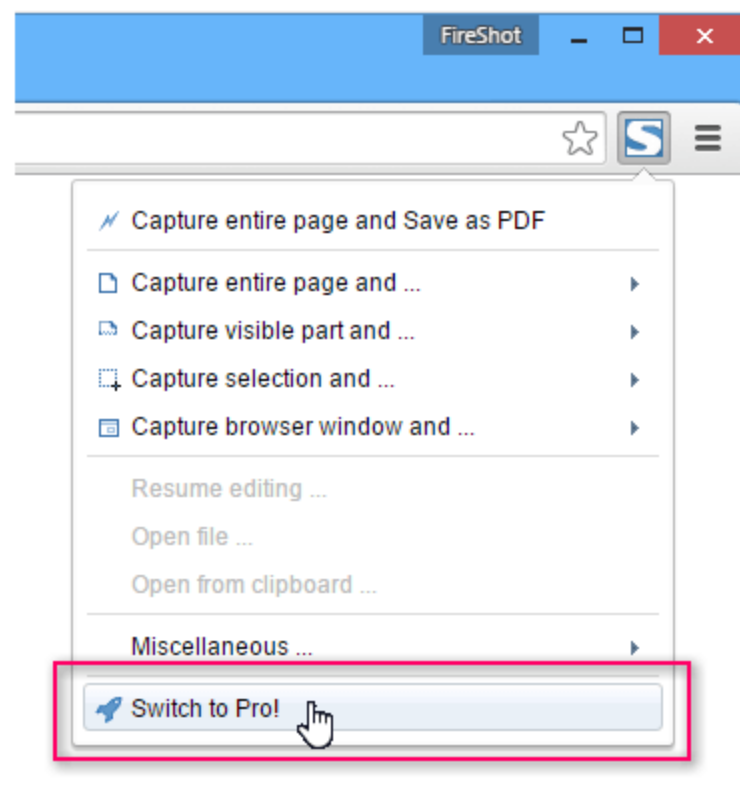 FireShot
Capture entire page and Save as PDF
Capture entire page and ...
Capture visible part and ...
Capture selection and ...
Capture browser window and ...
Resume editing ...
Open file ...
Open from clipboard ...
Miscellaneous ...
Switch to Pro!